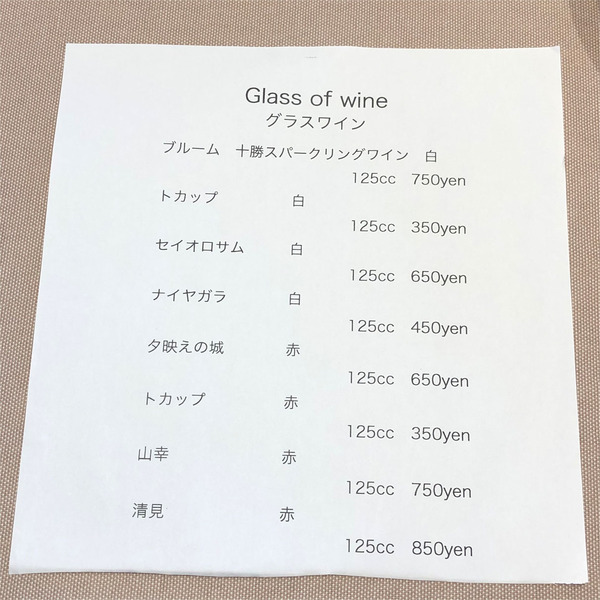 Glass of wine
グラスワイン
ブルーム 十勝スパークリングワイン 白
125cc 750yen
トカップ 白
125cc 350yen
セイオロサム 白
125cc 650yen
ナイヤガラ 白
125cc 450yen
夕映えの城 赤
125cc 650yen
トカップ 赤
125cc 350yen
山幸 赤
125cc 750yen
清見 赤
125cc 850yen